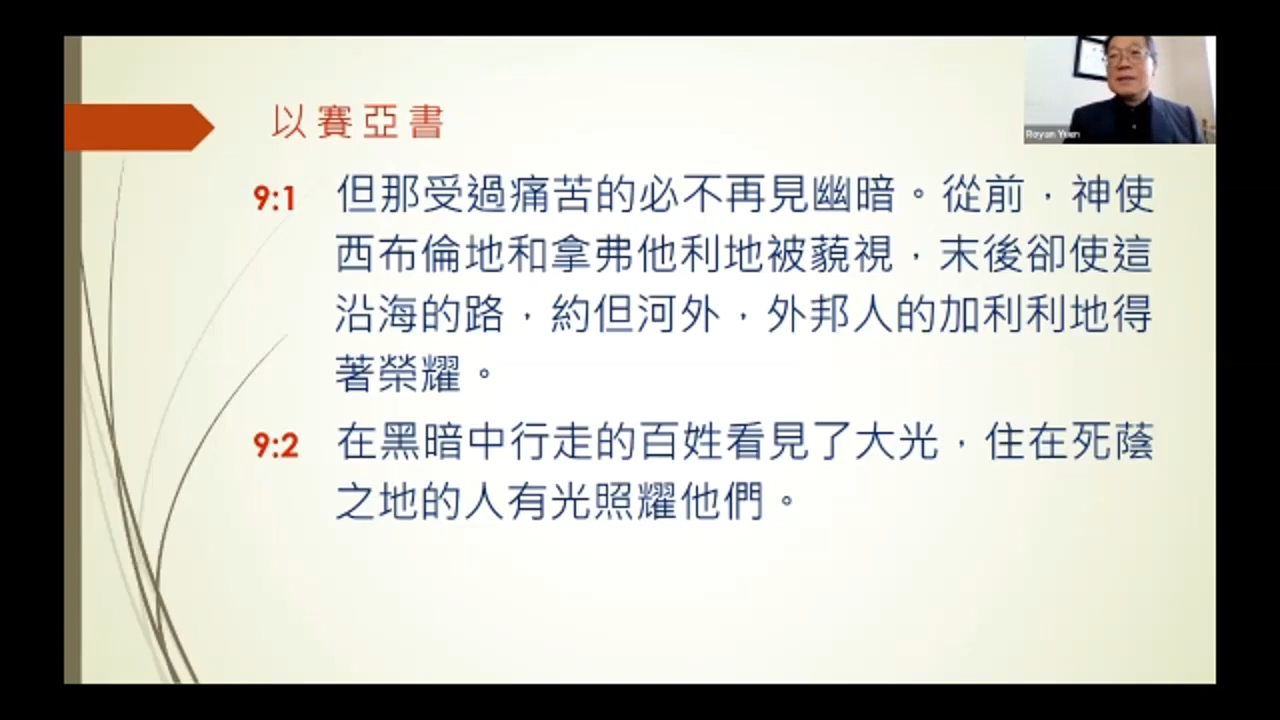 以賽亞書
Royan Yuen
9:1 但那受過痛苦的必不再見幽暗。從前，神使
西布倫地和拿弗他利地被藐視，末後卻使這
沿海的路，約但河外，外邦人的加利利地得
著榮耀。
9:2 在黑暗中行走的百姓看見了大光，住在死蔭
之地的人有光照耀他們。